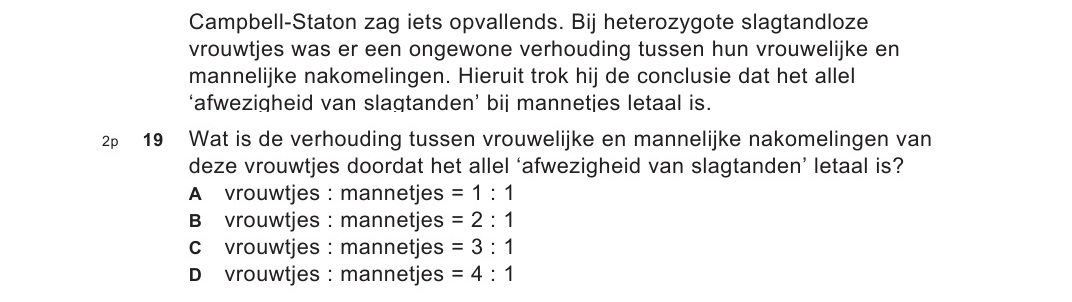 Campbell-Staton zag iets opvallends. Bij heterozygote slagtandloze
vrouwtjes was er een ongewone verhouding tussen hun vrouwelijke en
mannelijke nakomelingen. Hieruit trok hij de conclusie dat het allel
‘afwezigheid van slagtanden’ bij mannetjes letaal is.
2p 19 Wat is de verhouding tussen vrouwelijke en mannelijke nakomelingen van
deze vrouwtjes doordat het allel ‘afwezigheid van slagtanden’ letaal is?
A vrouwtjes : mannetjes = 1 : 1
B vrouwtjes : mannetjes = 2 : 1
C vrouwtjes : mannetjes = 3 : 1
D vrouwtjes : mannetjes = 4 : 1